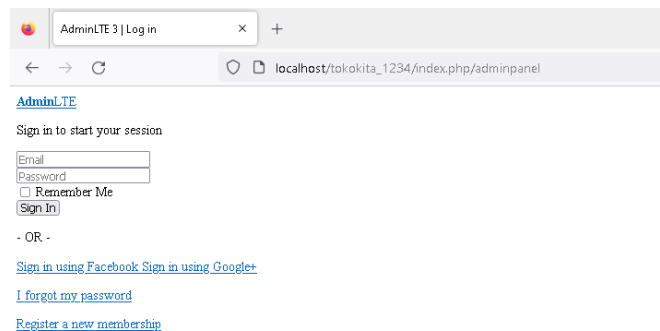 AdminLTE 3 | Log in
localhost/tokokita_1234/index.php/adminpanel
AdminLTE
Sign in to start your session
Email
Password
Remember Me
Sign In
- OR -
Sign in using Facebook Sign in using Google+
I forgot my password
Register a new membership